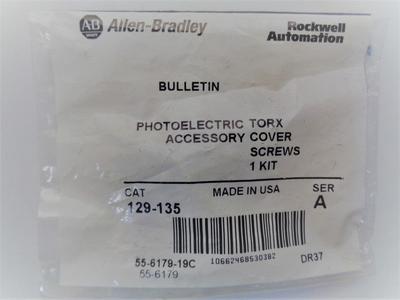 AB Allen-Bradley
Rockwell
Automation
BULLETIN
PHOTOELECTRIC TORX
ACCESSORY COVER
SCREWS
1 KIT
CAT MADE IN USA SER
129-135 A
55-6179-19C 10662468530382 DR37
55-6179